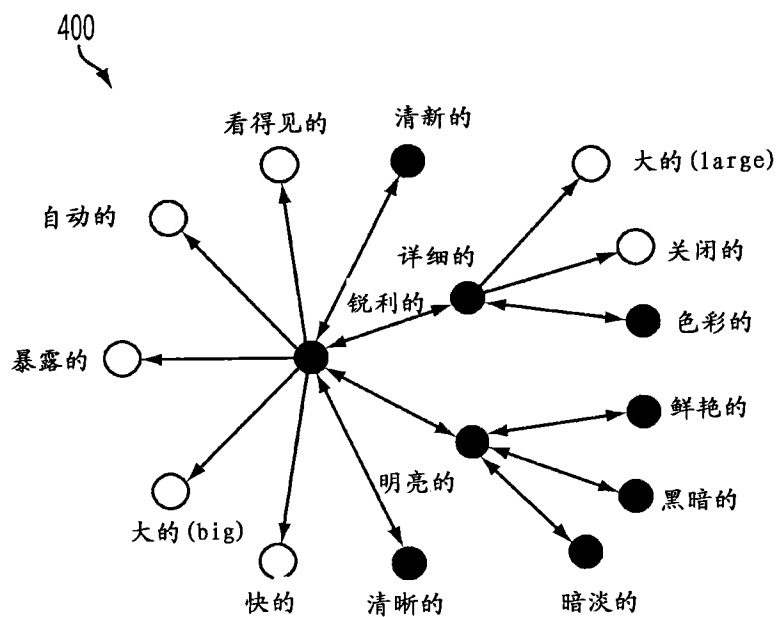 400
看得见的
清新的
大的(large)
自动的
详细的
关闭的
锐利的
色彩的
暴露的
鲜艳的
明亮的
黑暗的
大的(big)
快的
清晰的
暗淡的